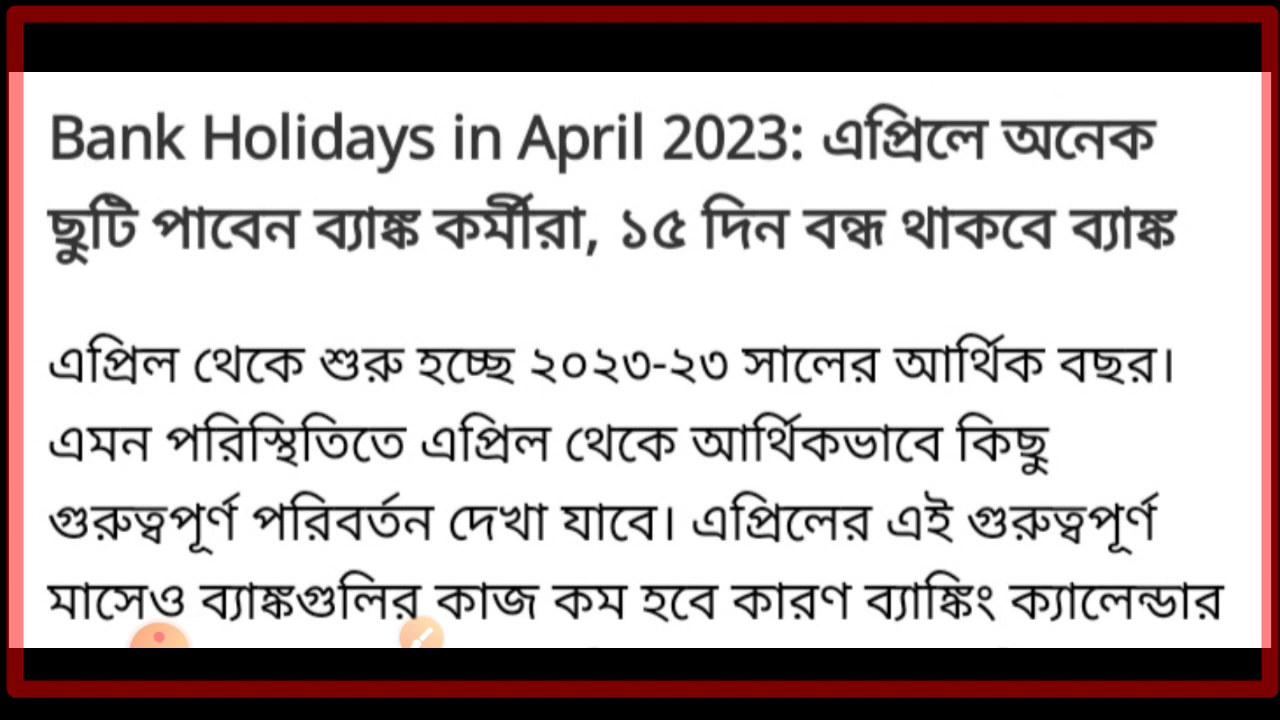 Bank Holidays in April 2023: এপ্রিলে অনেক
ছুটি পাবেন ব্যাঙ্ক কর্মীরা, ১৫ দিন বন্ধ থাকবে ব্যাঙ্ক
এপ্রিল থেকে শুরু হচ্ছে ২০২৩-২৩ সালের আর্থিক বছর।
এমন পরিস্থিতিতে এপ্রিল থেকে আর্থিকভাবে কিছু
গুরুত্বপূর্ণ পরিবর্তন দেখা যাবে। এপ্রিলের এই গুরুত্বপূর্ণ
মাসেও ব্যাঙ্কগুলির কাজ কম হবে কারণ ব্যাঙ্কিং ক্যালেন্ডার